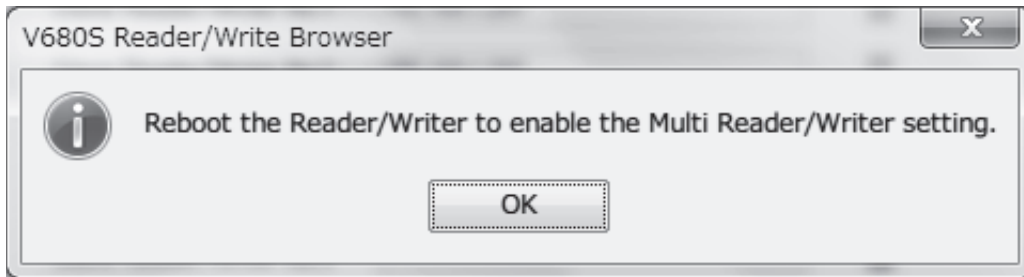 V680S Reader/Write Browser
Reboot the Reader/Writer to enable the Multi Reader/Writer setting.
OK